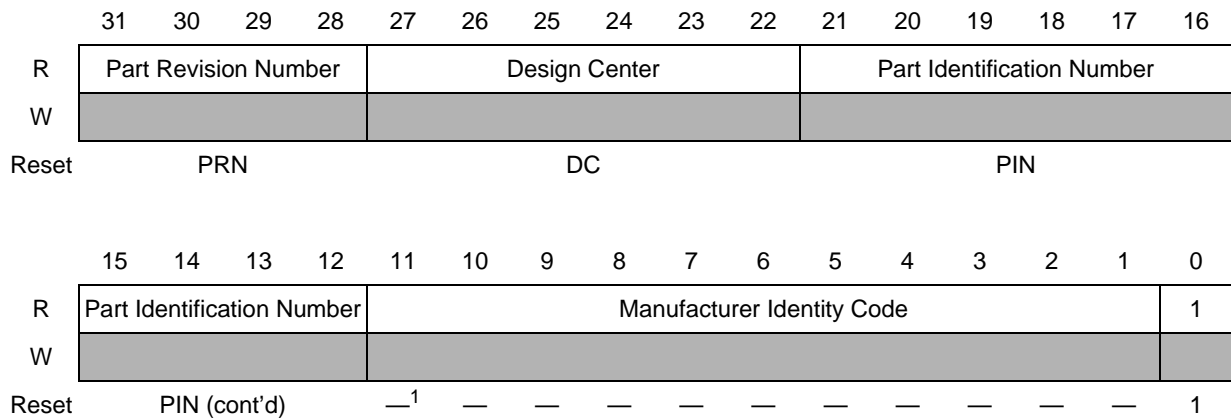 31 30 29 28 27 26 25 24 23 22 21 20 19 18 17 16
R Part Revision Number Design Center Part Identification Number
W
Reset PRN DC PIN
15 14 13 12 11 10 9 8 7 6 5 4 3 2 1 0
R Part Identification Number Manufacturer Identity Code 1
W
Reset PIN (cont’d) —1 — — — — — — — — — — 1